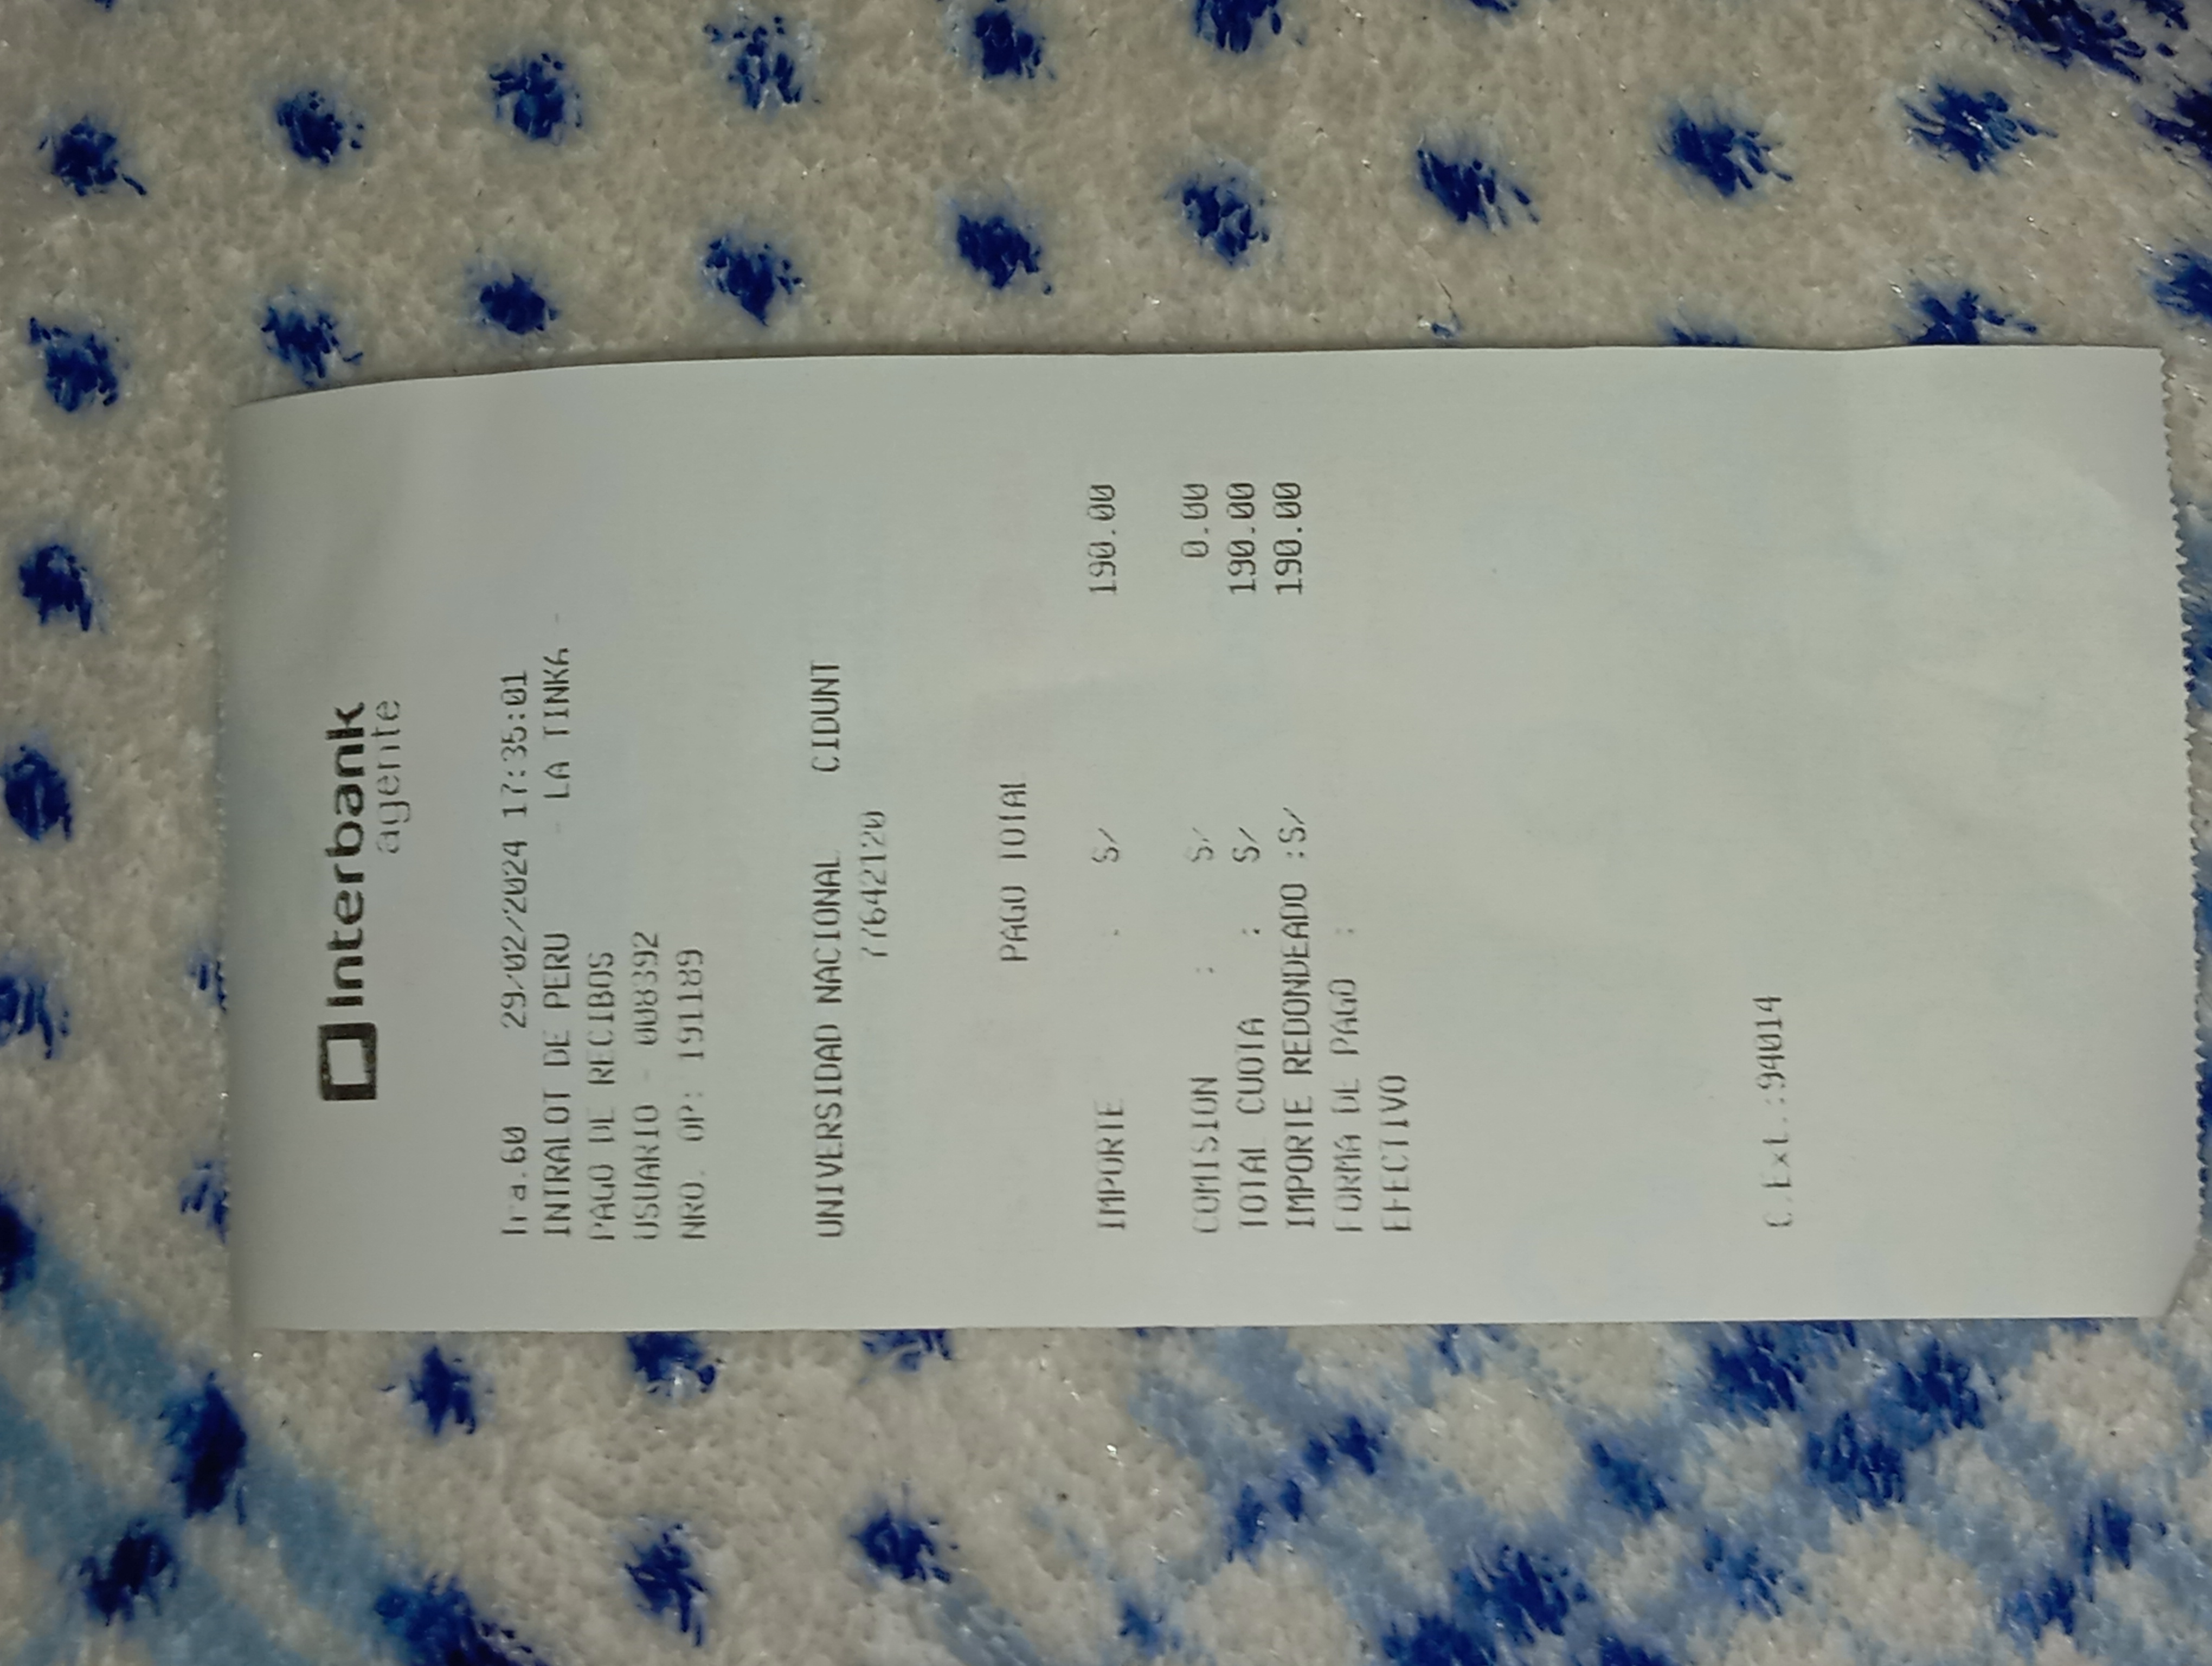 Interbank
agente
Tra.60 29/02/2024 17:35:01
INTRALOT DE PERU - LA TINKA -
PAGO DE RECIBOS
USUARIO - 008392
NRO. OP: 191189
UNIVERSIDAD NACIONAL CIDUNT
77642120
PAGO TOTAL
IMPORTE : S/ 190.00
COMISION : S/ 0.00
TOTAL CUOTA : S/ 190.00
IMPORTE REDONDEADO :S/ 190.00
FORMA DE PAGO :
EFECTIVO
C.Ext.:94014